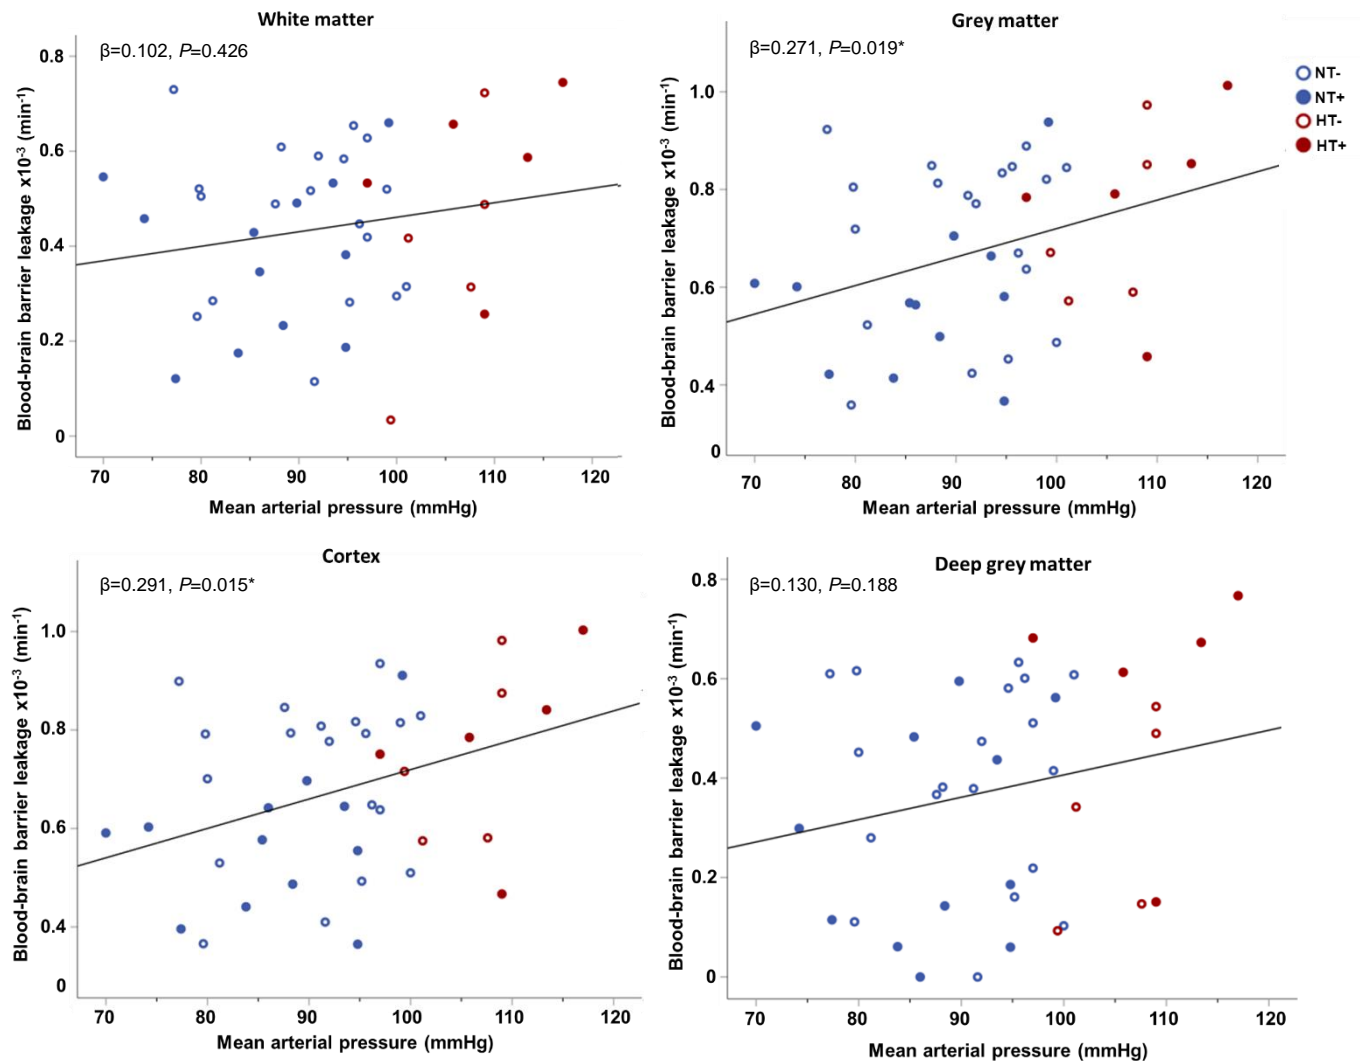 White matter
β=0.102, P=0.426
Blood-brain barrier leakage x10⁻³ (min⁻¹)
0.8
0.6
0.4
0.2
0
70 80 90 100 110 120
Mean arterial pressure (mmHg)
Grey matter
β=0.271, P=0.019*
Blood-brain barrier leakage x10⁻³ (min⁻¹)
1.0
0.8
0.6
0.4
0
70 80 90 100 110 120
Mean arterial pressure (mmHg)
NT-
NT+
HT-
HT+
Cortex
β=0.291, P=0.015*
Blood-brain barrier leakage x10⁻³ (min⁻¹)
1.0
0.8
0.6
0.4
0
70 80 90 100 110 120
Mean arterial pressure (mmHg)
Deep grey matter
β=0.130, P=0.188
Blood-brain barrier leakage x10⁻³ (min⁻¹)
0.8
0.6
0.4
0.2
0
70 80 90 100 110 120
Mean arterial pressure (mmHg)